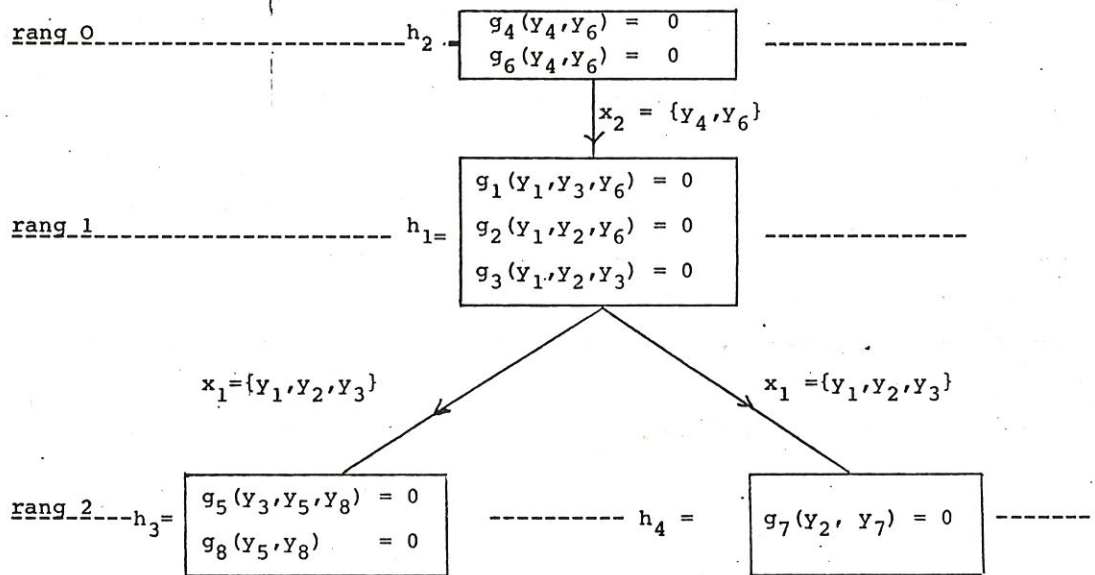 g₄(y₄,y₆) = 0
rang 0 h₂ =
g₆(y₄,y₆) = 0
x₂ = {y₄,y₆}
g₁(y₁,y₃,y₆) = 0
rang 1 h₁= g₂(y₁,y₂,y₆) = 0
g₃(y₁,y₂,y₃) = 0
x₁={y₁,y₂,y₃} x₁ ={y₁,y₂,y₃}
g₅(y₃,y₅,y₈) = 0
rang 2 h₃= h₄ = g₇(y₂, y₇) = 0
g₈(y₅,y₈) = 0